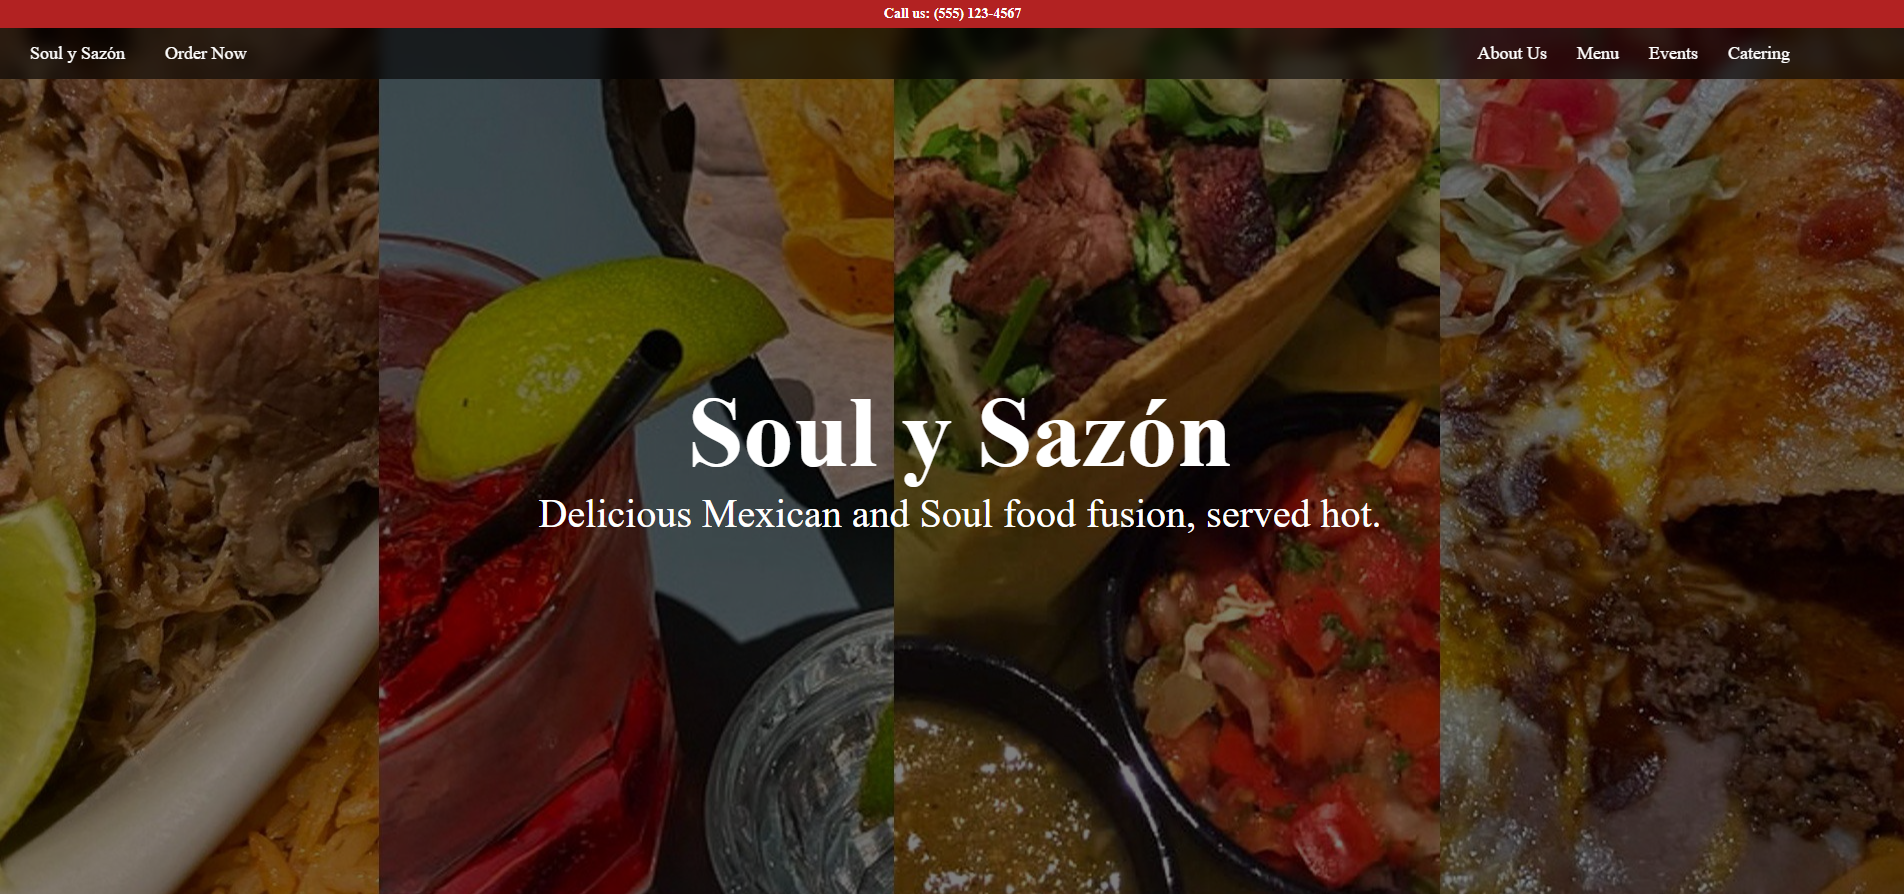 Call us: (555) 123-4567
Soul y Sazón Order Now About Us Menu Events Catering
Soul y Sazón
Delicious Mexican and Soul food fusion, served hot.